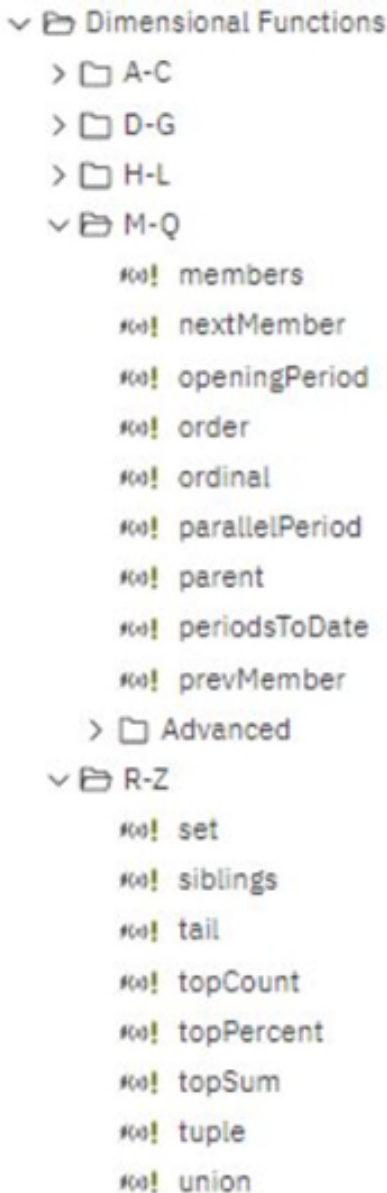 Dimensional Functions
A-C
D-G
H-L
M-Q
f(x)! members
f(x)! nextMember
f(x)! openingPeriod
f(x)! order
f(x)! ordinal
f(x)! parallelPeriod
f(x)! parent
f(x)! periodsToDate
f(x)! prevMember
Advanced
R-Z
f(x)! set
f(x)! siblings
f(x)! tail
f(x)! topCount
f(x)! topPercent
f(x)! topSum
f(x)! tuple
f(x)! union